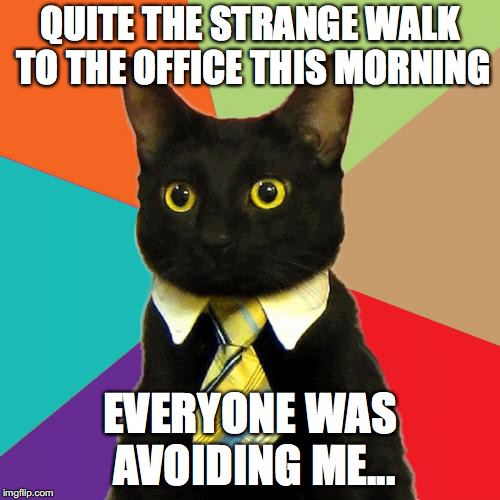 QUITE THE STRANGE WALK
TO THE OFFICE THIS MORNING
EVERYONE WAS
AVOIDING ME...
imgflip.com